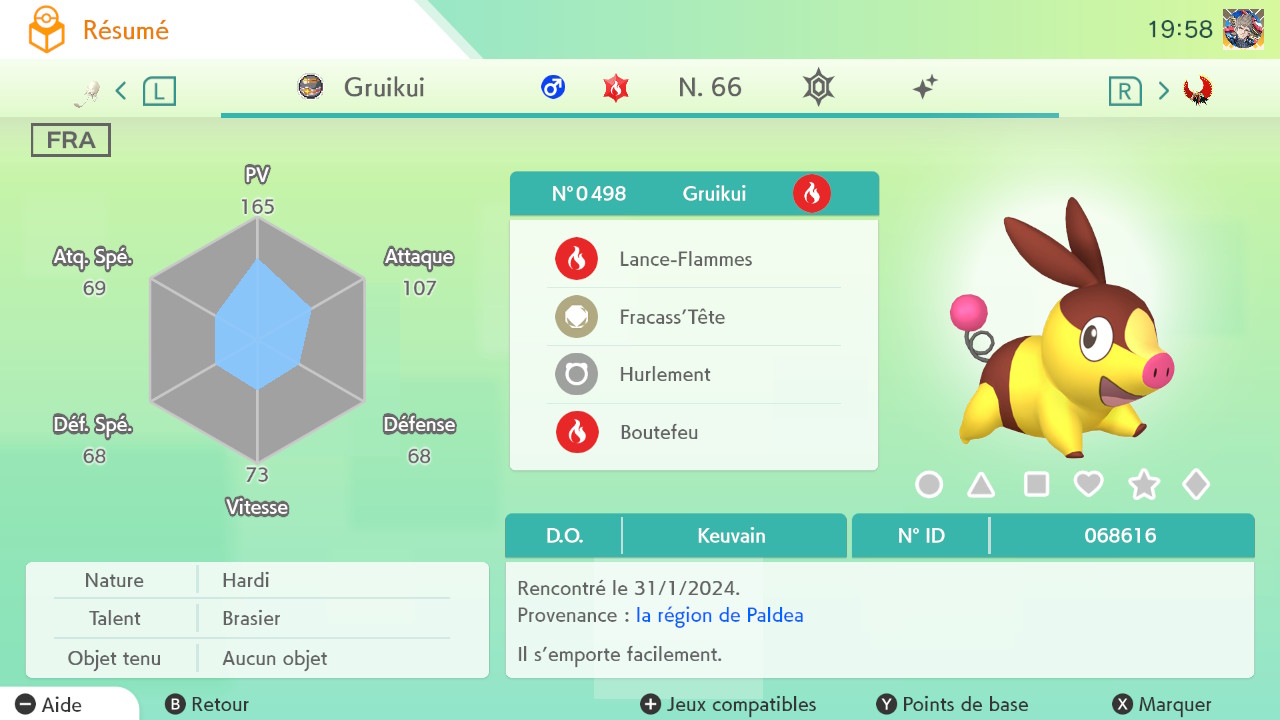 Résumé
19:58
L
Gruikui
N. 66
R
FRA
PV
165
Atq. Spé.
69
Attaque
107
Déf. Spé.
68
Défense
68
73
Vitesse
N° 0498 Gruikui
Lance-Flammes
Fracass'Tête
Hurlement
Boutefeu
D.O. Keuvain
N° ID 068616
Nature Hardi
Talent Brasier
Objet tenu Aucun objet
Rencontré le 31/1/2024.
Provenance : la région de Paldea
Il s'emporte facilement.
Aide
B Retour
Jeux compatibles
Y Points de base
X Marquer